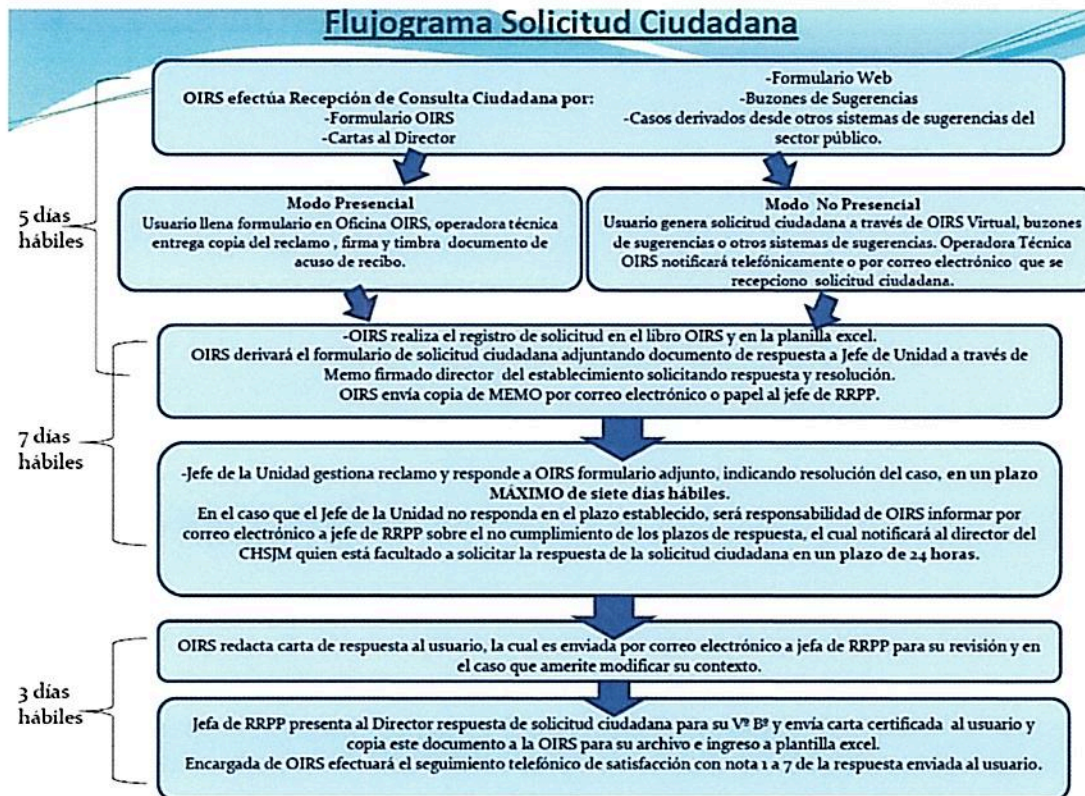 Flujograma Solicitud Ciudadana
OIRS efectúa Recepción de Consulta Ciudadana por:
-Formulario OIRS
-Cartas al Director
-Formulario Web
-Buzones de Sugerencias
-Casos derivados desde otros sistemas de sugerencias del
sector público.
5 días
hábiles
Modo Presencial
Usuario llena formulario en Oficina OIRS, operadora técnica
entrega copia del reclamo , firma y timbra documento de
acuso de recibo.
Modo No Presencial
Usuario genera solicitud ciudadana a través de OIRS Virtual, buzones
de sugerencias o otros sistemas de sugerencias. Operadora Técnica
OIRS notificará telefónicamente o por correo electrónico que se
recepciono solicitud ciudadana.
-OIRS realiza el registro de solicitud en el libro OIRS y en la planilla excel.
OIRS derivará el formulario de solicitud ciudadana adjuntando documento de respuesta a Jefe de Unidad a través de
Memo firmado director del establecimiento solicitando respuesta y resolución.
OIRS envía copia de MEMO por correo electrónico o papel al jefe de RRPP.
7 días
hábiles
-Jefe de la Unidad gestiona reclamo y responde a OIRS formulario adjunto, indicando resolución del caso, en un plazo
MÁXIMO de siete días hábiles.
En el caso que el Jefe de la Unidad no responda en el plazo establecido, será responsabilidad de OIRS informar por
correo electrónico a jefe de RRPP sobre el no cumplimiento de los plazos de respuesta, el cual notificará al director del
CHSJM quien está facultado a solicitar la respuesta de la solicitud ciudadana en un plazo de 24 horas.
3 días
hábiles
OIRS redacta carta de respuesta al usuario, la cual es enviada por correo electrónico a jefa de RRPP para su revisión y en
el caso que amerite modificar su contexto.
Jefa de RRPP presenta al Director respuesta de solicitud ciudadana para su Vº Bº y envía carta certificada al usuario y
copia este documento a la OIRS para su archivo e ingreso a plantilla excel.
Encargada de OIRS efectuará el seguimiento telefónico de satisfacción con nota 1 a 7 de la respuesta enviada al usuario.